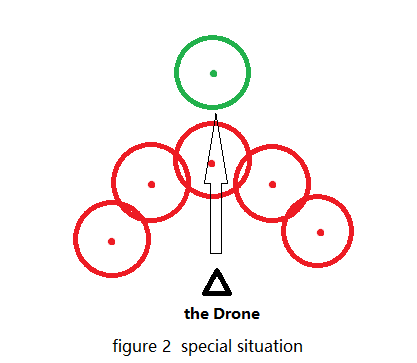 the Drone
figure 2  special situation